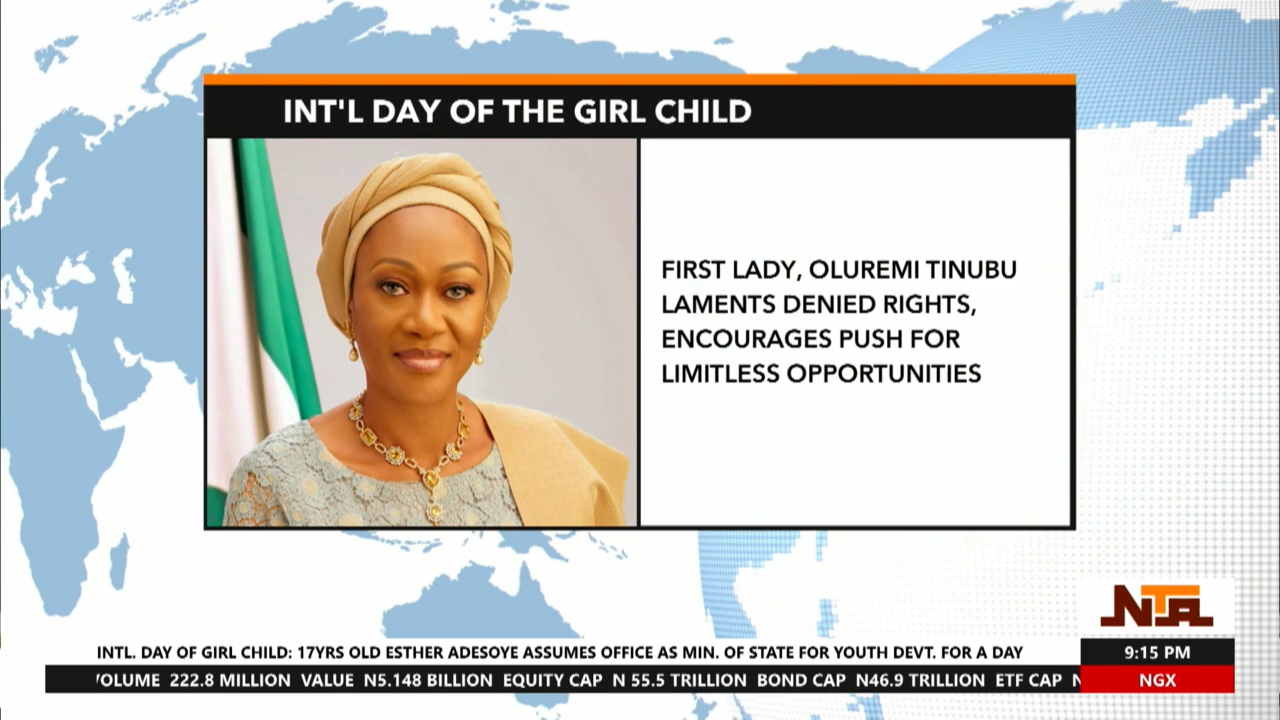 INT'L DAY OF THE GIRL CHILD
FIRST LADY, OLUREMI TINUBU
LAMENTS DENIED RIGHTS,
ENCOURAGES PUSH FOR
LIMITLESS OPPORTUNITIES
NTA
INTL. DAY OF GIRL CHILD: 17YRS OLD ESTHER ADESOYE ASSUMES OFFICE AS MIN. OF STATE FOR YOUTH DEVT. FOR A DAY
9:15 PM
222.8 MILLION VALUE N5.148 BILLION EQUITY CAP N 55.5 TRILLION BOND CAP N46.9 TRILLION ETF CAP
NGX